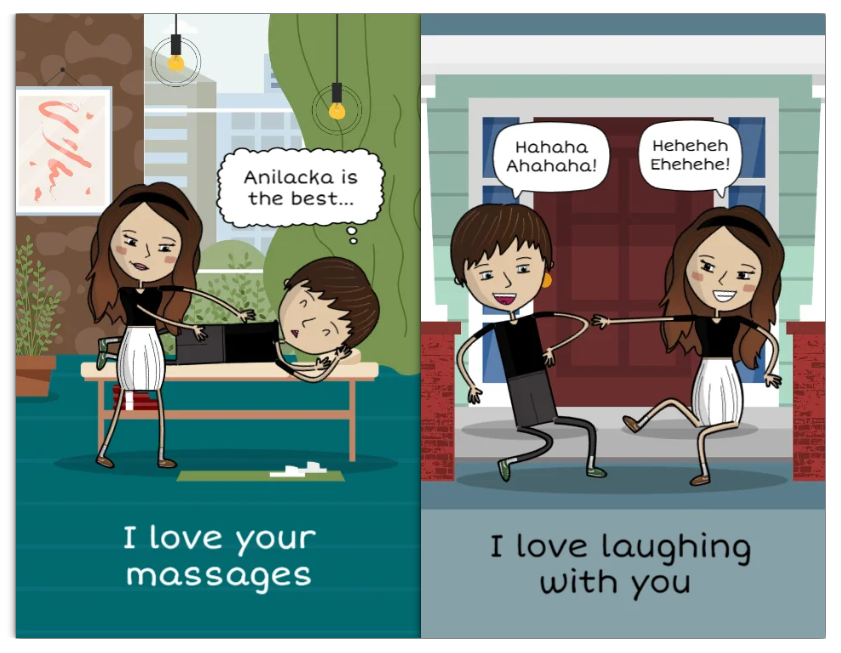 Anilacka is
the best...
I love your
massages
Hahaha
Ahahaha!
Heheheh
Ehehehe!
I love laughing
with you